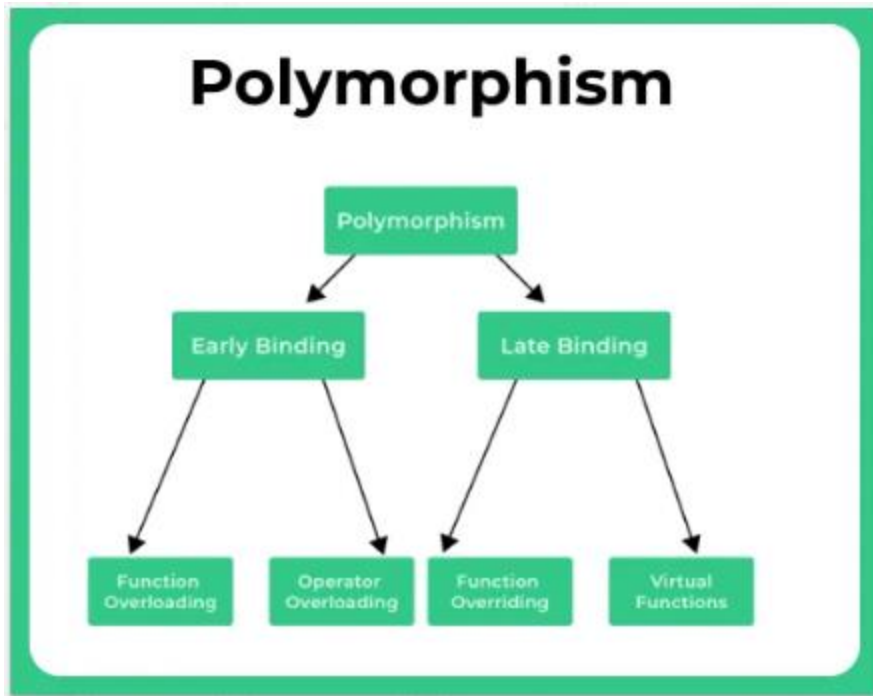 Polymorphism
Polymorphism
Early Binding
Late Binding
Function
Overloading
Operator
Overloading
Function
Overriding
Virtual
Functions